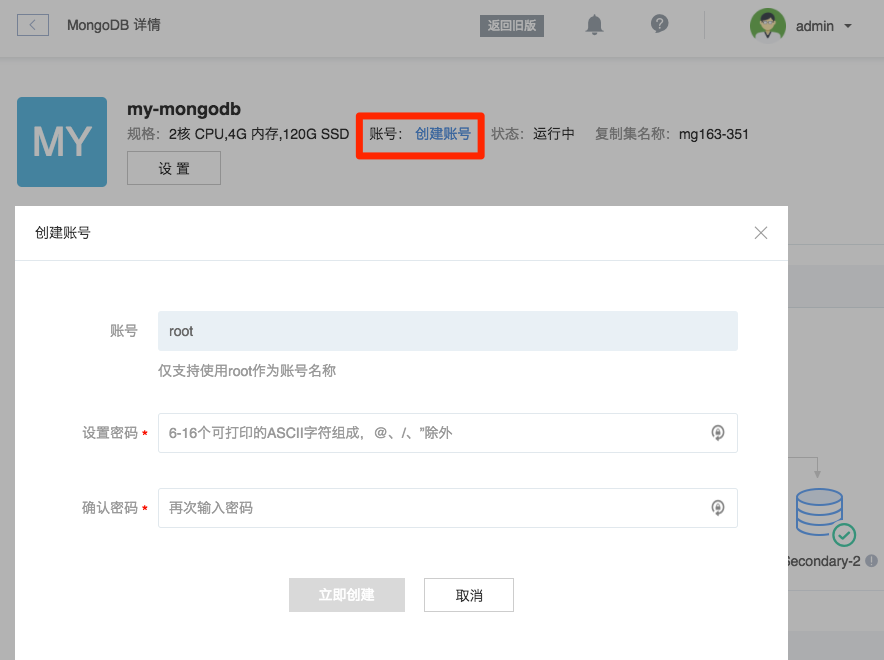 MongoDB 详情
返回旧版
admin
MY
my-mongodb
规格： 2核 CPU,4G 内存,120G SSD 账号： 创建账号 状态： 运行中 复制集名称： mg163-351
设 置
创建账号
账号 root
仅支持使用root作为账号名称
设置密码 * 6-16个可打印的ASCII字符组成，@、/、”除外
确认密码 * 再次输入密码
立即创建 取消
Secondary-2